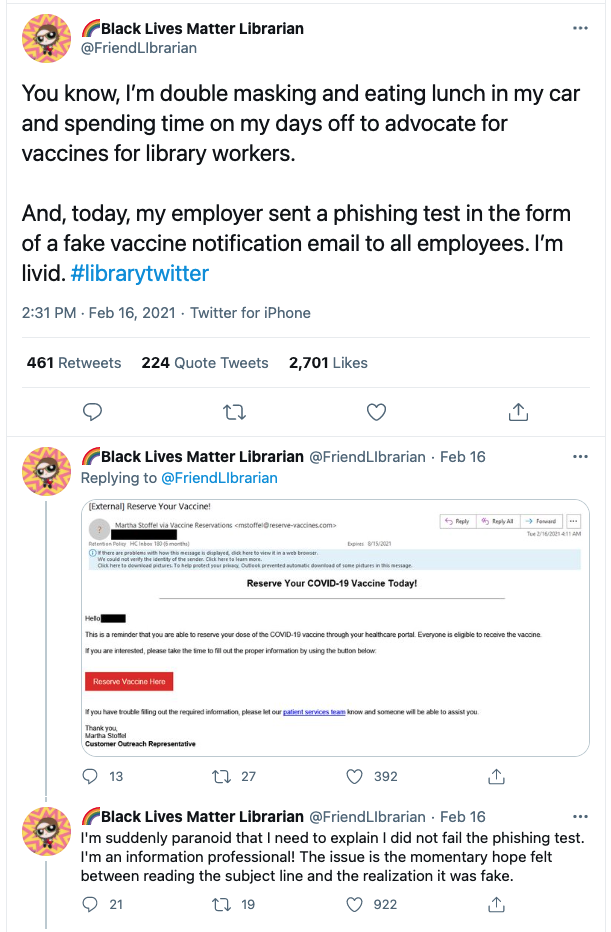 🌈Black Lives Matter Librarian
@FriendLIbrarian
You know, I’m double masking and eating lunch in my car
and spending time on my days off to advocate for
vaccines for library workers.
And, today, my employer sent a phishing test in the form
of a fake vaccine notification email to all employees. I’m
livid. #librarytwitter
2:31 PM · Feb 16, 2021 · Twitter for iPhone
461 Retweets 224 Quote Tweets 2,701 Likes
🌈Black Lives Matter Librarian @FriendLIbrarian · Feb 16
Replying to @FriendLIbrarian
[External] Reserve Your Vaccine!
?
Martha Stoffel via Vaccine Reservations <mstoffel@reserve-vaccines.com>
Reply Reply All Forward
Tue 2/16/2021 4:11 AM
Retention Policy HC Inbox 180 (6 months) Expires 8/15/2021
If there are problems with how this message is displayed, click here to view it in a web browser.
We could not verify the identity of the sender. Click here to learn more.
Click here to download pictures. To help protect your privacy, Outlook prevented automatic download of some pictures in this message.
Reserve Your COVID-19 Vaccine Today!
Hello
This is a reminder that you are able to reserve your dose of the COVID-19 vaccine through your healthcare portal. Everyone is eligible to receive the vaccine.
If you are interested, please take the time to fill out the proper information by using the button below:
Reserve Vaccine Here
If you have trouble filling out the required information, please let our patient services team know and someone will be able to assist you.
Thank you,
Martha Stoffel
Customer Outreach Representative
13 27 392
🌈Black Lives Matter Librarian @FriendLIbrarian · Feb 16
I'm suddenly paranoid that I need to explain I did not fail the phishing test.
I'm an information professional! The issue is the momentary hope felt
between reading the subject line and the realization it was fake.
21 19 922